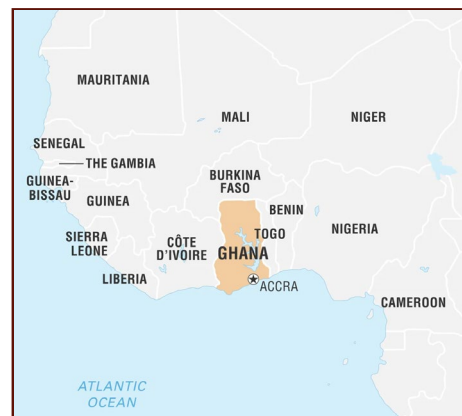 MAURITANIA
MALI
NIGER
SENEGAL
THE GAMBIA
GUINEA-
BISSAU
GUINEA
BURKINA
FASO
BENIN
SIERRA
LEONE
CÔTE
D'IVOIRE
GHANA
TOGO
NIGERIA
LIBERIA
ACCRA
CAMEROON
ATLANTIC
OCEAN